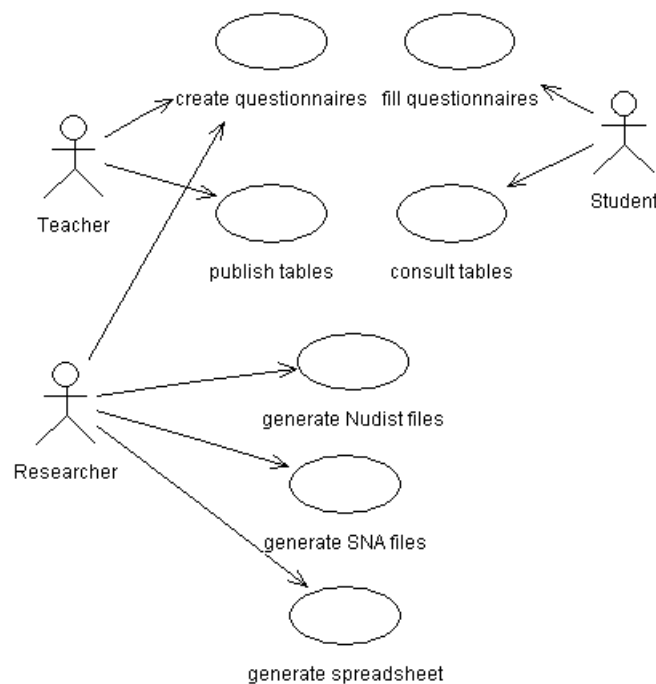 create questionnaires
fill questionnaires
Teacher
Student
publish tables
consult tables
generate Nudist files
Researcher
generate SNA files
generate spreadsheet